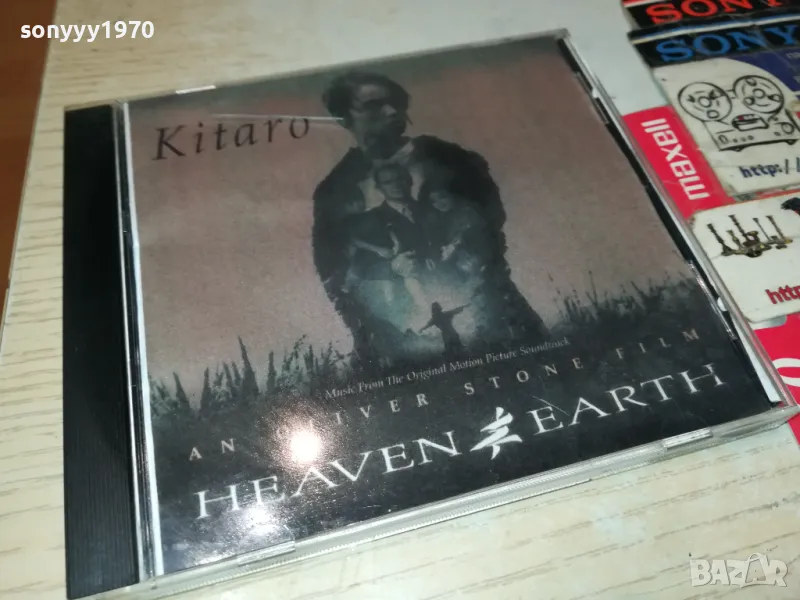 sonyyy1970
SONY
SONY
maxell
http://
http
Kitaro
Music From The Original Motion Picture Soundtrack
AN OLIVER STONE FILM
HEAVEN EARTH
BAZAR